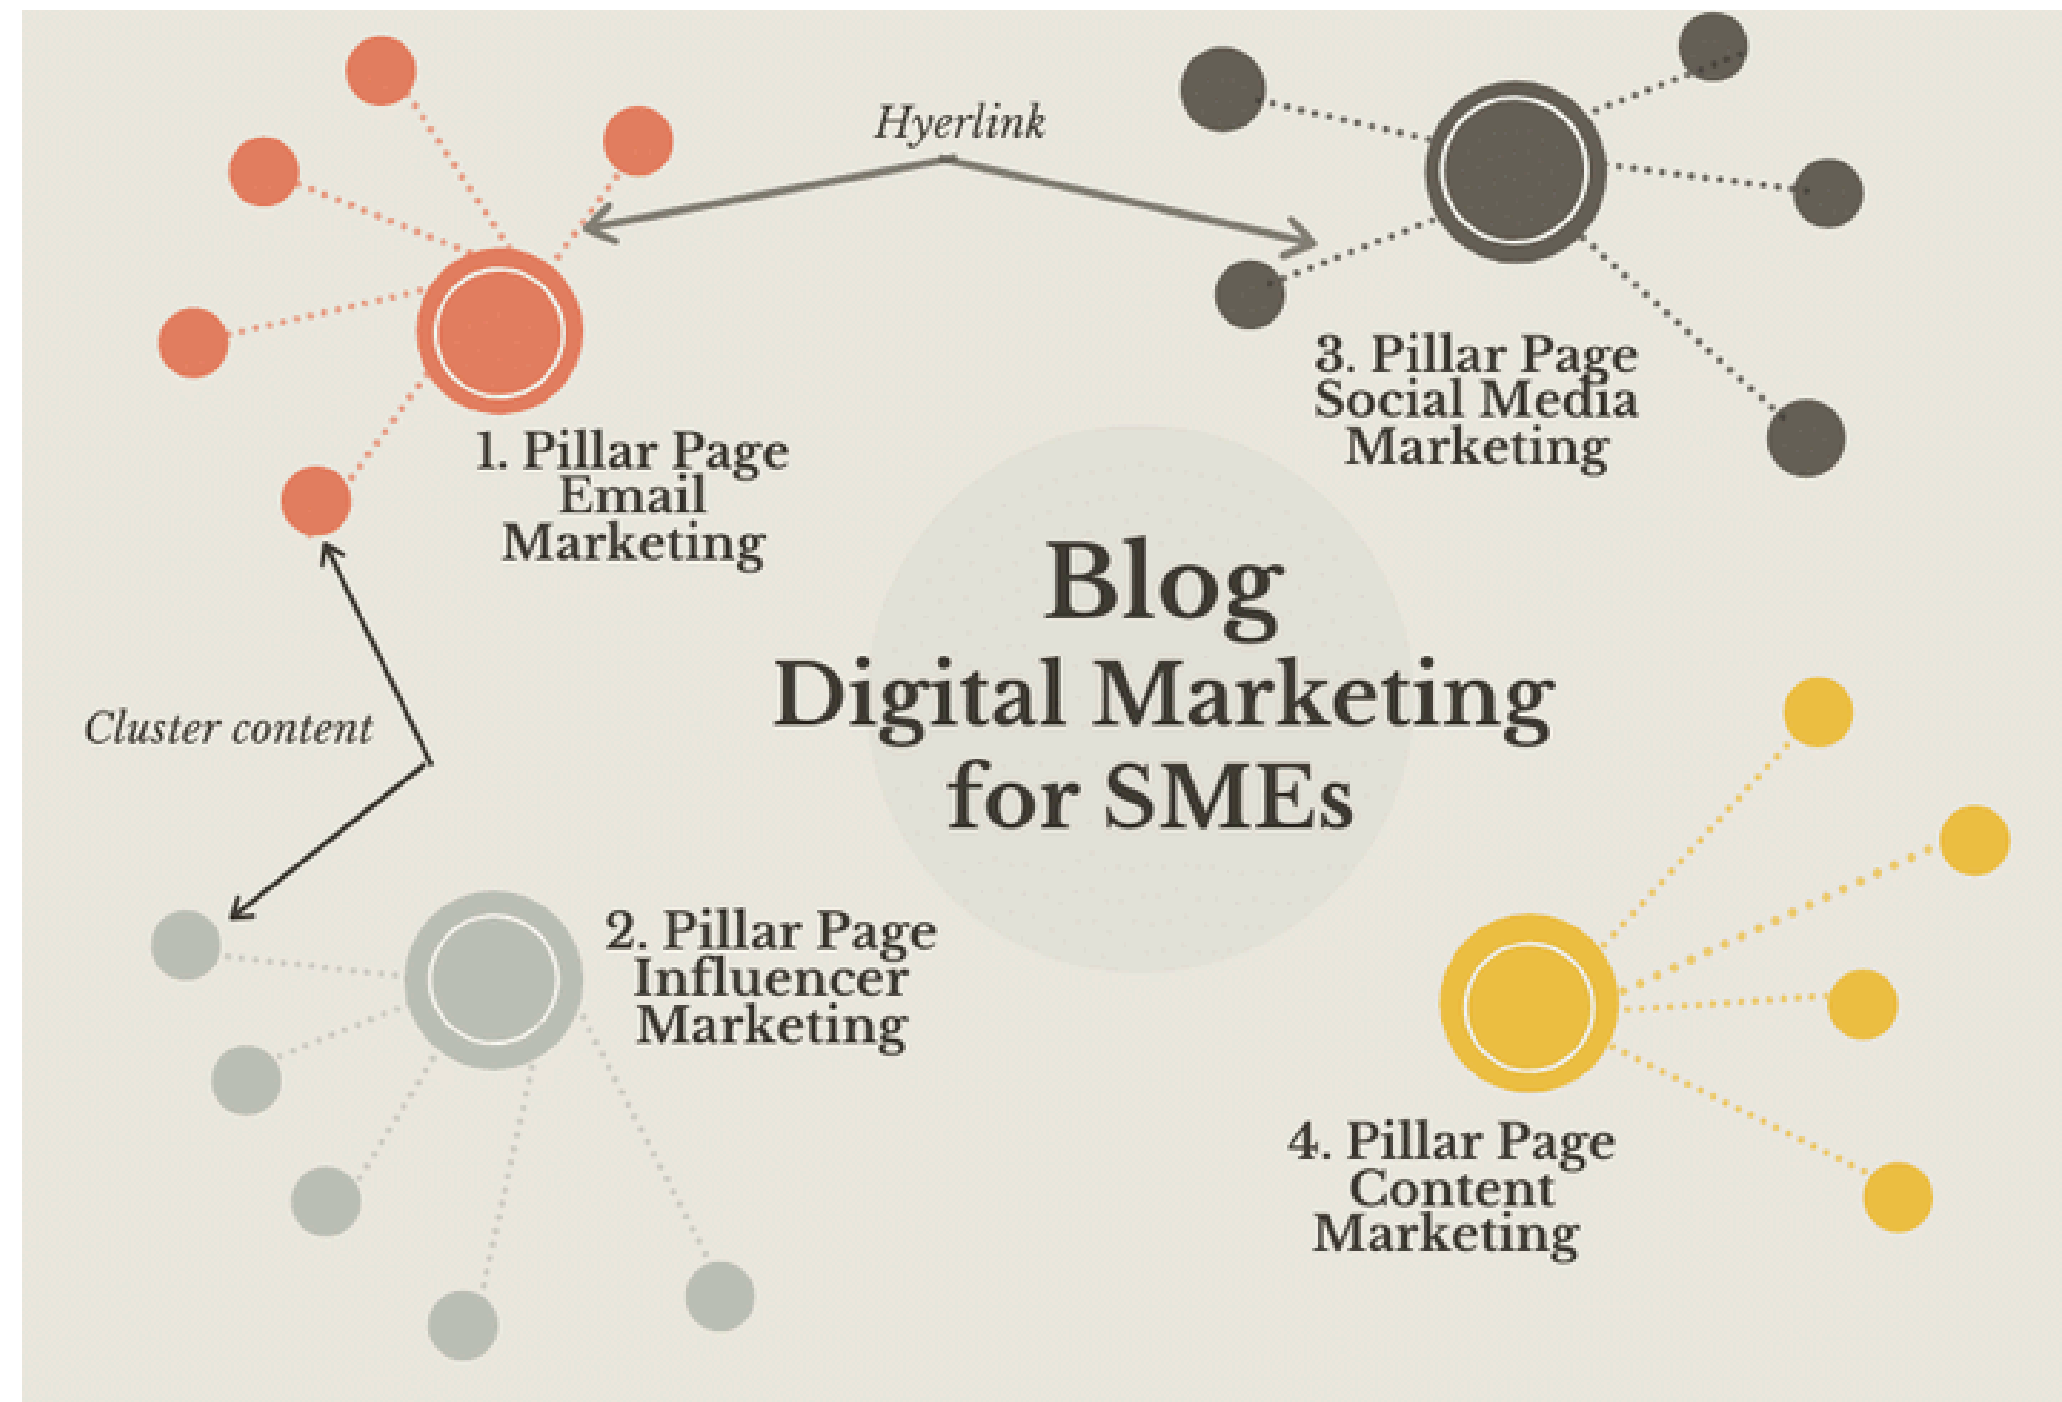 Hyerlink
3. Pillar Page
Social Media
Marketing
1. Pillar Page
Email
Marketing
Blog
Digital Marketing
for SMEs
Cluster content
2. Pillar Page
Influencer
Marketing
4. Pillar Page
Content
Marketing